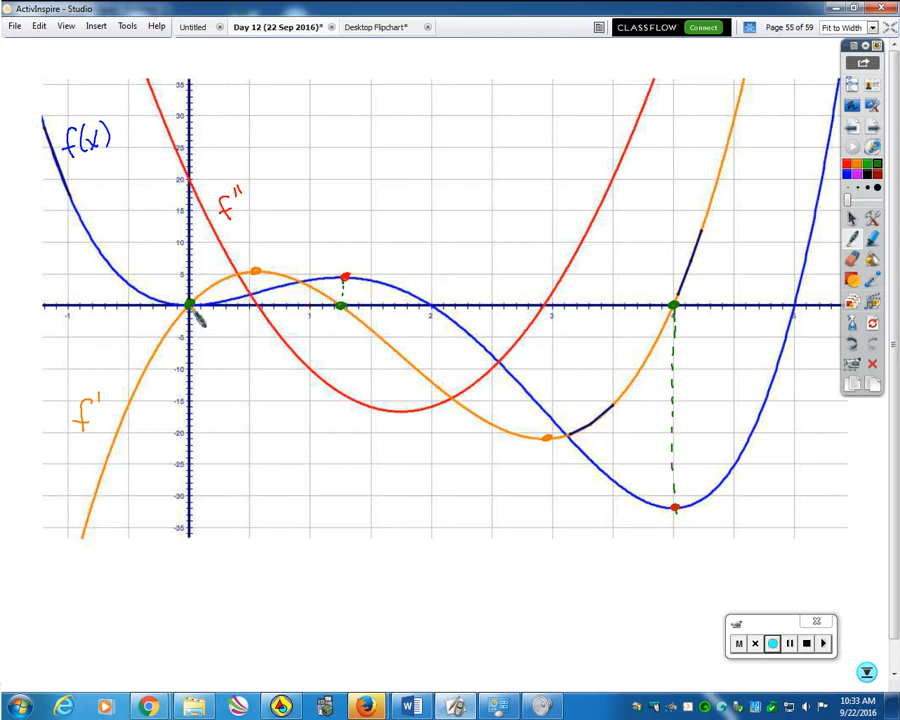 ActivInspire - Studio
File Edit View Insert Tools Help
Untitled
Day 12 (22 Sep 2016)*
Desktop Flipchart*
CLASSFLOW
Connect
Page 55 of 59
Fit to Width
35
30
25
20
15
10
5
-5
-10
-15
-20
-25
-30
-35
-1
1
2
3
f(x)
f''
f'
M
10:33 AM
9/22/2016